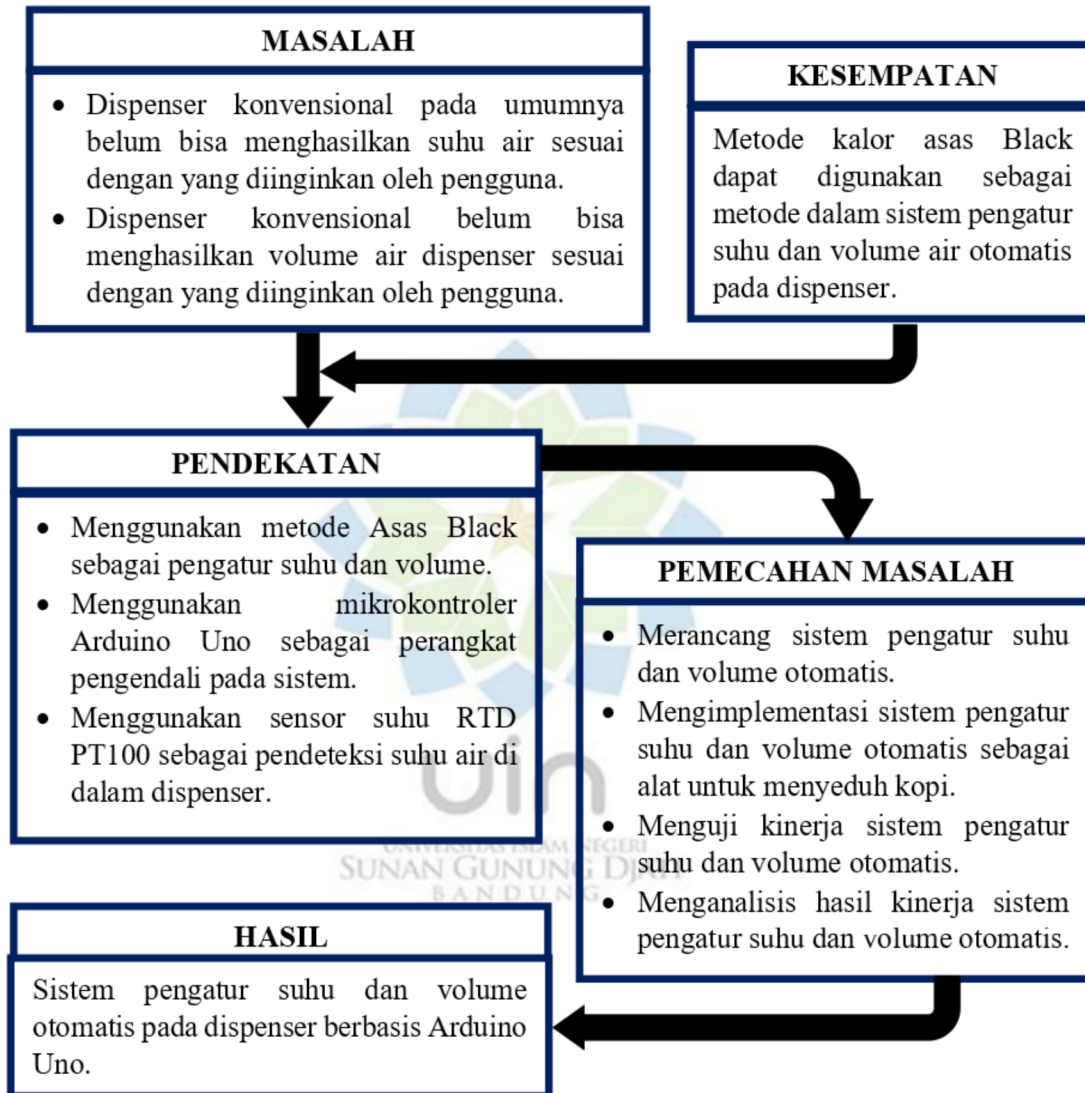 MASALAH
• Dispenser konvensional pada umumnya
belum bisa menghasilkan suhu air sesuai
dengan yang diinginkan oleh pengguna.
• Dispenser konvensional belum bisa
menghasilkan volume air dispenser sesuai
dengan yang diinginkan oleh pengguna.
KESEMPATAN
Metode kalor asas Black
dapat digunakan sebagai
metode dalam sistem pengatur
suhu dan volume air otomatis
pada dispenser.
PENDEKATAN
• Menggunakan metode Asas Black
sebagai pengatur suhu dan volume.
• Menggunakan mikrokontroler
Arduino Uno sebagai perangkat
pengendali pada sistem.
• Menggunakan sensor suhu RTD
PT100 sebagai pendeteksi suhu air di
dalam dispenser.
PEMECAHAN MASALAH
• Merancang sistem pengatur suhu
dan volume otomatis.
• Mengimplementasi sistem pengatur
suhu dan volume otomatis sebagai
alat untuk menyeduh kopi.
• Menguji kinerja sistem pengatur
suhu dan volume otomatis.
• Menganalisis hasil kinerja sistem
pengatur suhu dan volume otomatis.
uin
UNIVERSITAS ISLAM NEGERI
SUNAN GUNUNG
BANDUNG
HASIL
Sistem pengatur suhu dan volume
otomatis pada dispenser berbasis Arduino
Uno.